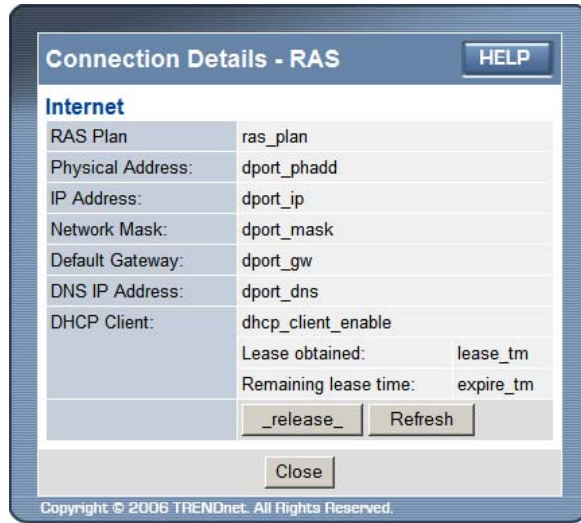 Connection Details - RAS HELP
Internet
RAS Plan ras_plan
Physical Address: dport_phadd
IP Address: dport_ip
Network Mask: dport_mask
Default Gateway: dport_gw
DNS IP Address: dport_dns
DHCP Client: dhcp_client_enable
Lease obtained: lease_tm
Remaining lease time: expire_tm
_release_ Refresh
Close
Copyright © 2006 TRENDnet. All Rights Reserved.